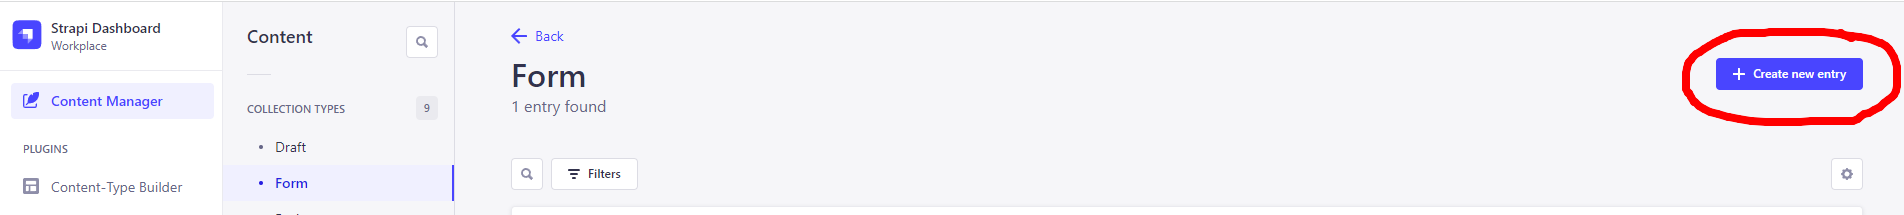 Strapi Dashboard
Workplace
Content Manager
PLUGINS
Content-Type Builder
Content
COLLECTION TYPES 9
Draft
Form
Back
Form
1 entry found
Create new entry
Filters